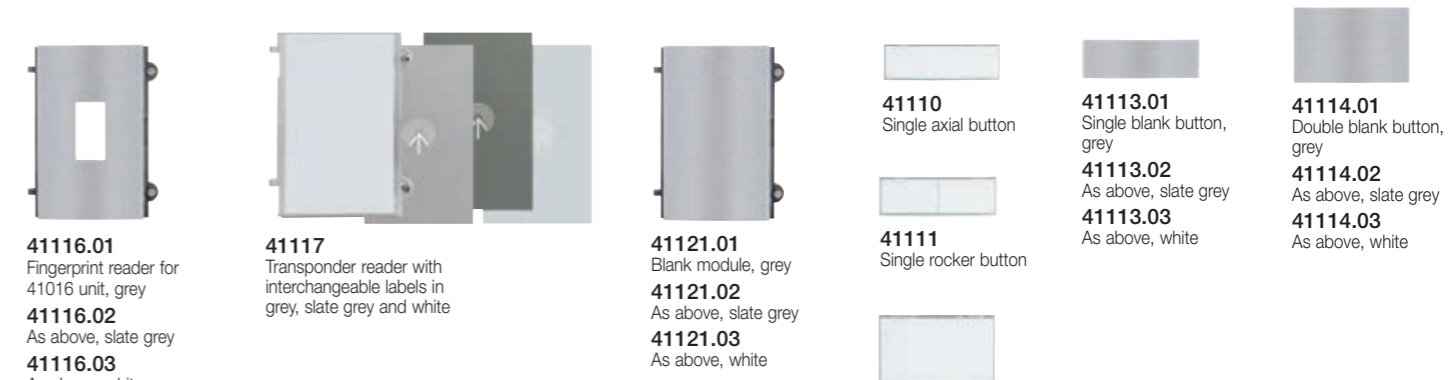 41116.01
Fingerprint reader for
41016 unit, grey
41116.02
As above, slate grey
41116.03
41117
Transponder reader with
interchangeable labels in
grey, slate grey and white
41121.01
Blank module, grey
41121.02
As above, slate grey
41121.03
As above, white
41110
Single axial button
41111
Single rocker button
41113.01
Single blank button,
grey
41113.02
As above, slate grey
41113.03
As above, white
41114.01
Double blank button,
grey
41114.02
As above, slate grey
41114.03
As above, white